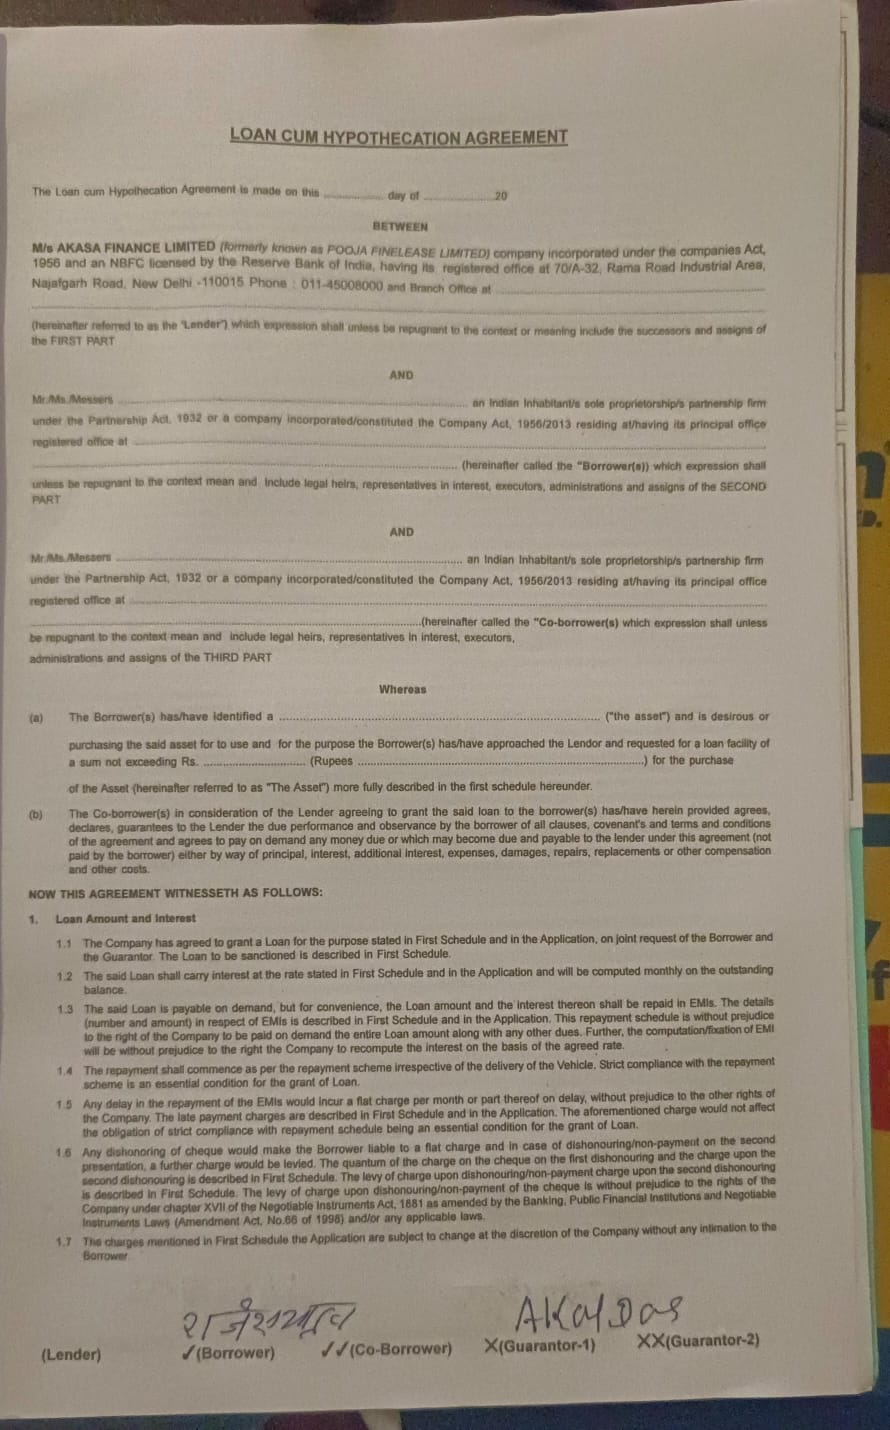 LOAN CUM HYPOTHECATION AGREEMENT
The Loan cum Hypothecation Agreement is made on this .................. day of .....................20
BETWEEN
M/s AKASA FINANCE LIMITED (formerly known as POOJA FINELEASE LIMITED) company incorporated under the companies Act,
1956 and an NBFC licensed by the Reserve Bank of India, having its registered office at 70/A-32, Rama Road Industrial Area,
Najafgarh Road, New Delhi -110015 Phone : 011-45008000 and Branch Office at ....................
(hereinafter referred to as the "Lender") which expression shall unless be repugnant to the context or meaning include the successors and assigns of
the FIRST PART
AND
Mr./Ms./Messers .................... an Indian Inhabitant/s sole proprietorship/s partnership firm
under the Partnership Act, 1932 or a company incorporated/constituted the Company Act, 1956/2013 residing at/having its principal office
registered office at ....................
.................... (hereinafter called the "Borrower(s)) which expression shall
unless be repugnant to the context mean and include legal heirs, representatives in interest, executors, administrations and assigns of the SECOND
PART
AND
Mr./Ms./Messers .................... an Indian Inhabitant/s sole proprietorship/s partnership firm
under the Partnership Act, 1932 or a company incorporated/constituted the Company Act, 1956/2013 residing at/having its principal office
registered office at ....................
....................(hereinafter called the "Co-borrower(s) which expression shall unless
be repugnant to the context mean and include legal heirs, representatives in interest, executors,
administrations and assigns of the THIRD PART
Whereas
(a) The Borrower(s) has/have identified a .................... ("the asset") and is desirous or
purchasing the said asset for to use and for the purpose the Borrower(s) has/have approached the Lendor and requested for a loan facility of
a sum not exceeding Rs. .................... (Rupees ....................) for the purchase
of the Asset (hereinafter referred to as "The Asset") more fully described in the first schedule hereunder.
(b) The Co-borrower(s) in consideration of the Lender agreeing to grant the said loan to the borrower(s) has/have herein provided agrees,
declares, guarantees to the Lender the due performance and observance by the borrower of all clauses, covenant's and terms and conditions
of the agreement and agrees to pay on demand any money due or which may become due and payable to the lender under this agreement (not
paid by the borrower) either by way of principal, interest, additional interest, expenses, damages, repairs, replacements or other compensation
and other costs.
NOW THIS AGREEMENT WITNESSETH AS FOLLOWS:
1. Loan Amount and Interest
1.1 The Company has agreed to grant a Loan for the purpose stated in First Schedule and in the Application, on joint request of the Borrower and
the Guarantor. The Loan to be sanctioned is described in First Schedule.
1.2 The said Loan shall carry interest at the rate stated in First Schedule and in the Application and will be computed monthly on the outstanding
balance.
1.3 The said Loan is payable on demand, but for convenience, the Loan amount and the interest thereon shall be repaid in EMIs. The details
(number and amount) in respect of EMIs is described in First Schedule and in the Application. This repayment schedule is without prejudice
to the right of the Company to be paid on demand the entire Loan amount along with any other dues. Further, the computation/fixation of EMI
will be without prejudice to the right the Company to recompute the interest on the basis of the agreed rate.
1.4 The repayment shall commence as per the repayment scheme irrespective of the delivery of the Vehicle. Strict compliance with the repayment
scheme is an essential condition for the grant of Loan.
1.5 Any delay in the repayment of the EMIs would incur a flat charge per month or part thereof on delay, without prejudice to the other rights of
the Company. The late payment charges are described in First Schedule and in the Application. The aforementioned charge would not affect
the obligation of strict compliance with repayment schedule being an essential condition for the grant of Loan.
1.6 Any dishonoring of cheque would make the Borrower liable to a flat charge and in case of dishonouring/non-payment on the second
presentation, a further charge would be levied. The quantum of the charge on the cheque on the first dishonouring and the charge upon the
second dishonouring is described in First Schedule. The levy of charge upon dishonouring/non-payment charge upon the second dishonouring
is described in First Schedule. The levy of charge upon dishonouring/non-payment of the cheque is without prejudice to the rights of the
Company under chapter XVII of the Negotiable Instruments Act, 1881 as amended by the Banking, Public Financial Institutions and Negotiable
Instruments Laws (Amendment Act, No.66 of 1998) and/or any applicable laws.
1.7 The charges mentioned in First Schedule the Application are subject to change at the discretion of the Company without any intimation to the
Borrower.
AKalDas
(Lender) ✓(Borrower) ✓✓(Co-Borrower) X(Guarantor-1) XX(Guarantor-2)